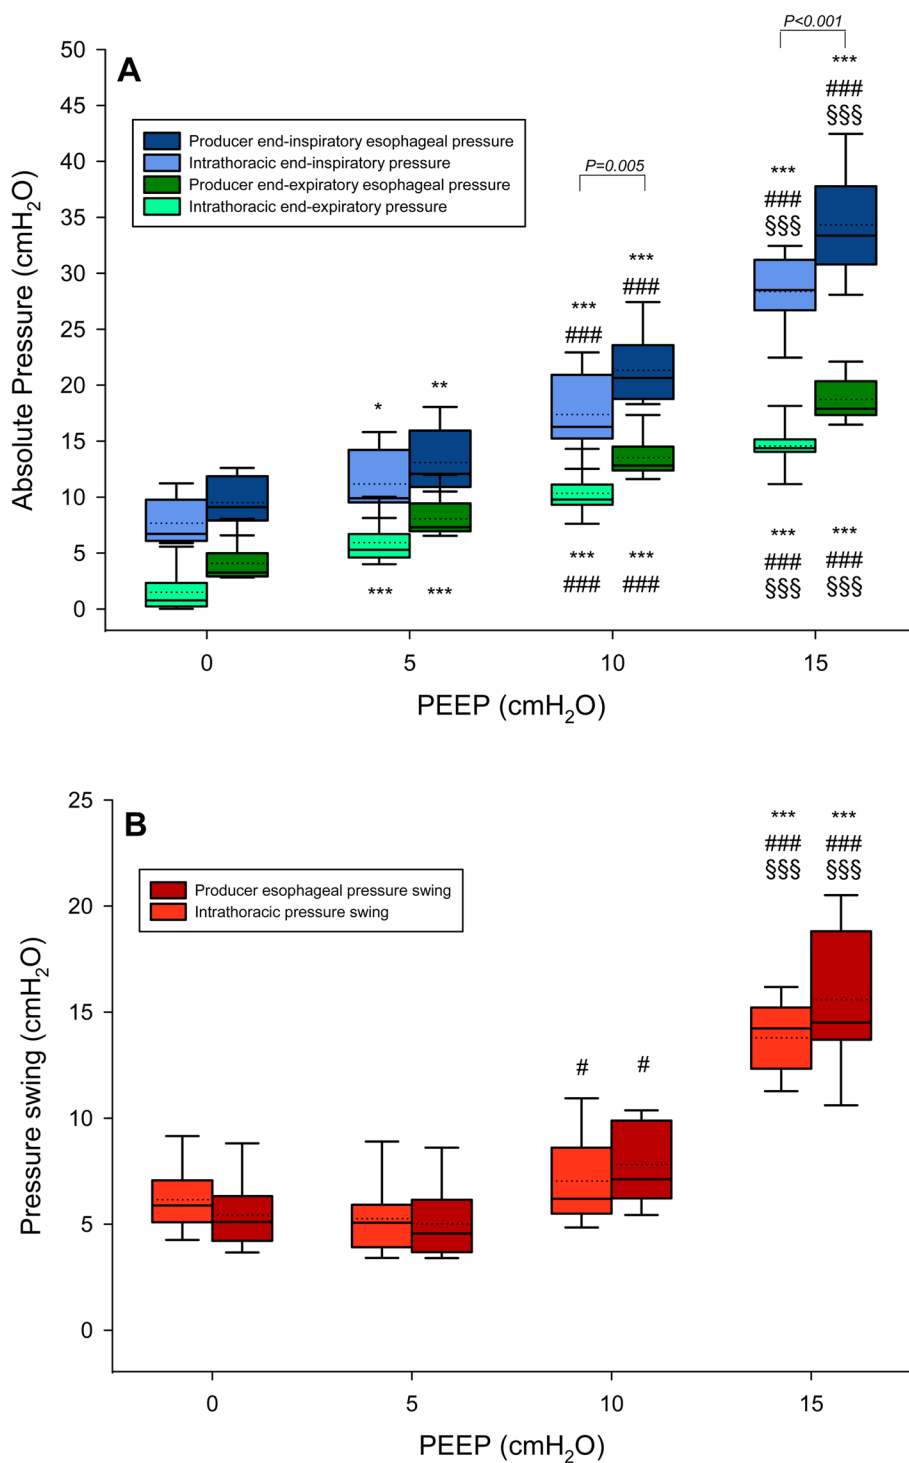 P<0.001
50
A
***
###
§§§
45
Producer end-inspiratory esophageal pressure
Intrathoracic end-inspiratory pressure
Producer end-expiratory esophageal pressure
Intrathoracic end-expiratory pressure
40
P=0.005
***
###
§§§
35
***
###
***
###
30
25
20
* **
15
10
5
*** ***
***
###
***
###
***
###
§§§
***
###
§§§
0
Absolute Pressure (cmH₂O)
0 5 10 15
PEEP (cmH₂O)
25
B
***
###
§§§
***
###
§§§
Producer esophageal pressure swing
Intrathoracic pressure swing
20
15
10
# #
5
0
Pressure swing (cmH₂O)
0 5 10 15
PEEP (cmH₂O)